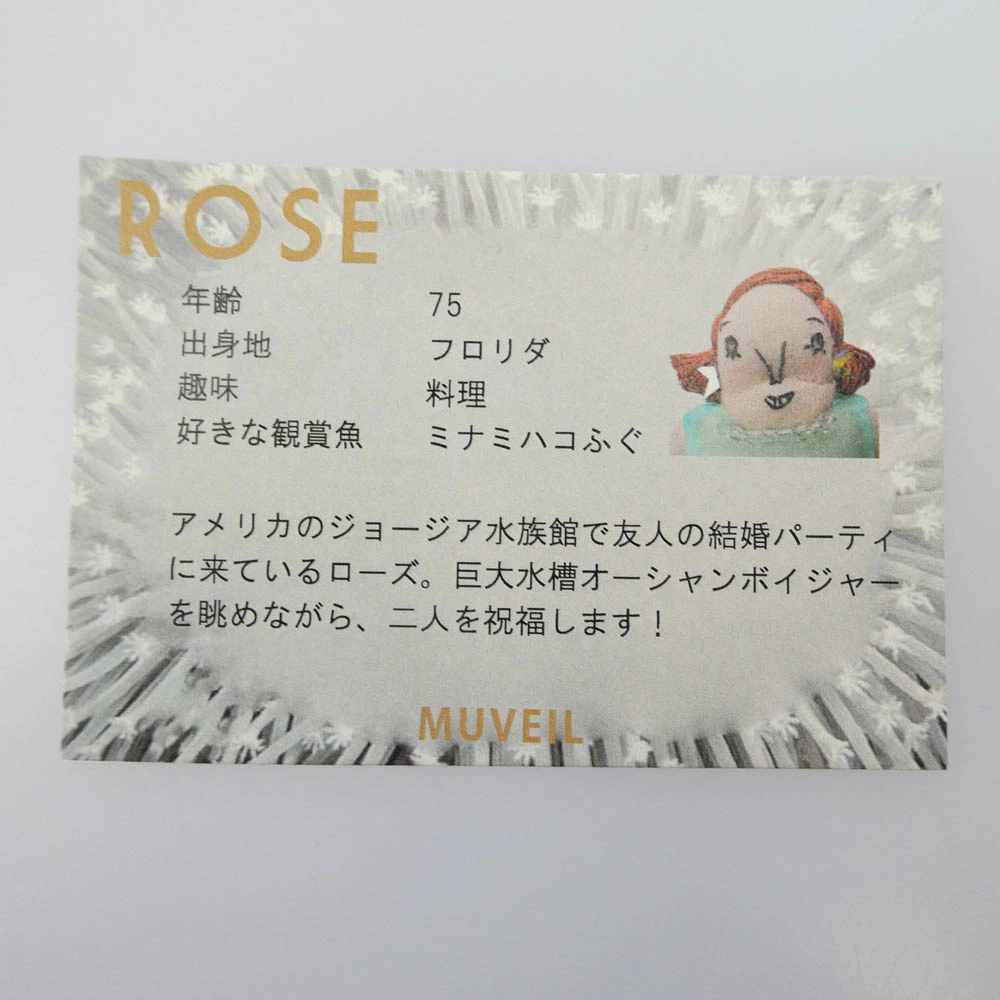 ROSE
年齢 75
出身地 フロリダ
趣味 料理
好きな観賞魚 ミナミハコふぐ
アメリカのジョージア水族館で友人の結婚パーティ
に来ているローズ。巨大水槽オーシャンボイジャー
を眺めながら、二人を祝福します！
MUVEIL